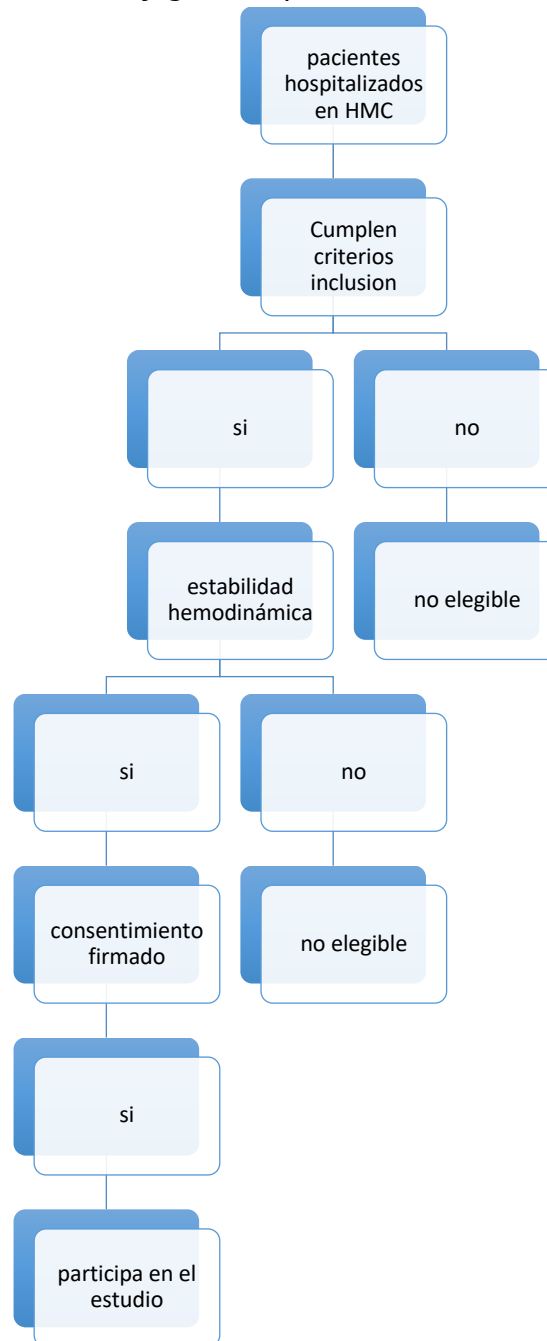 pacientes
hospitalizados
en HMC
Cumplen
criterios
inclusion
si
no
estabilidad
hemodinámica
no elegible
si
no
consentimiento
firmado
no elegible
si
participa en el
estudio